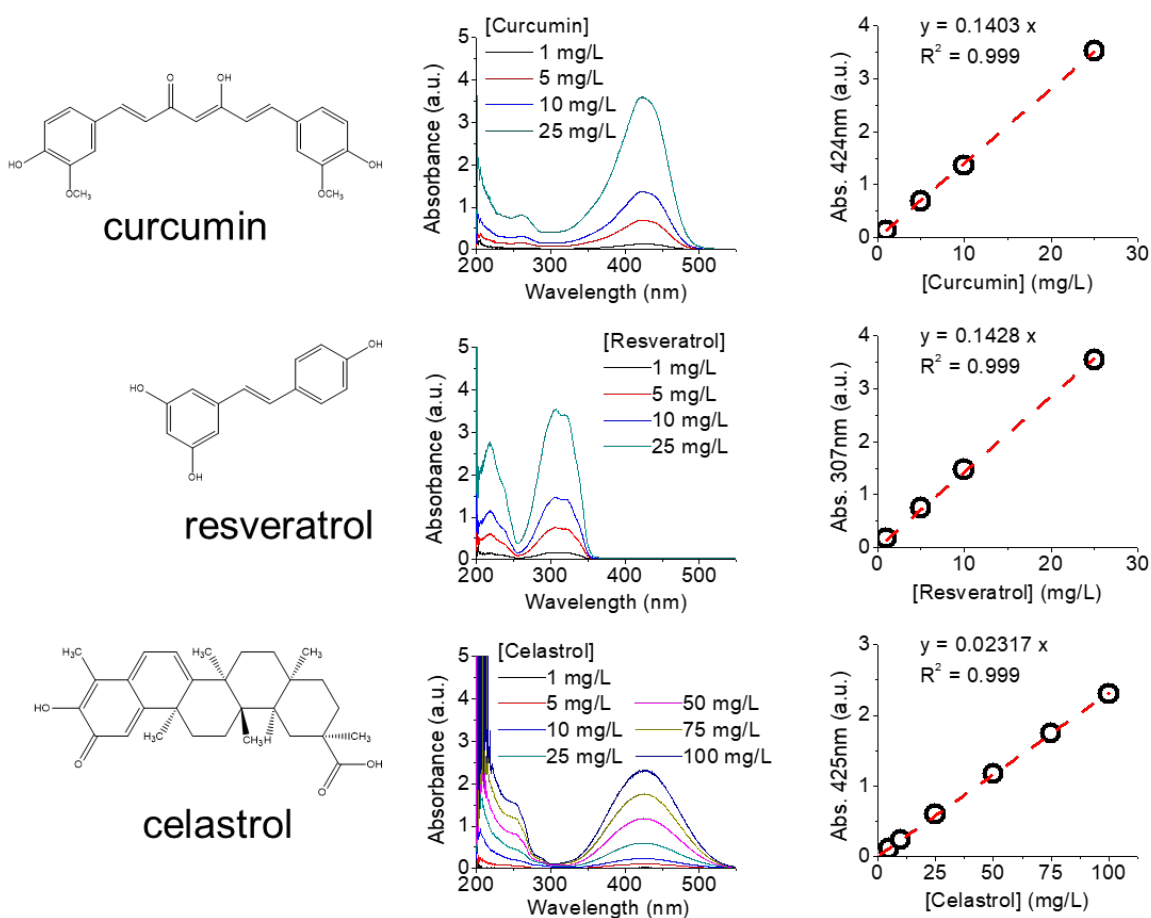 O
OH
HO
OCH3
OCH3
OH
curcumin
[Curcumin]
1 mg/L
5 mg/L
10 mg/L
25 mg/L
5
4
3
2
1
0
Absorbance (a.u.)
200 300 400 500
Wavelength (nm)
y = 0.1403 x
R² = 0.999
4
3
2
1
0
Abs. 424nm (a.u.)
0 10 20 30
[Curcumin] (mg/L)
OH
HO
OH
resveratrol
[Resveratrol]
1 mg/L
5 mg/L
10 mg/L
25 mg/L
5
4
3
2
1
0
Absorbance (a.u.)
200 300 400 500
Wavelength (nm)
y = 0.1428 x
R² = 0.999
4
3
2
1
0
Abs. 307nm (a.u.)
0 10 20 30
[Resveratrol] (mg/L)
H3C
H3C
CH3
CH3
HO
O
CH3
CH3
H
CH3
OH
O
celastrol
[Celastrol]
1 mg/L
5 mg/L 50 mg/L
10 mg/L 75 mg/L
25 mg/L 100 mg/L
5
4
3
2
1
0
Absorbance (a.u.)
200 300 400 500
Wavelength (nm)
y = 0.02317 x
R² = 0.999
3
2
1
0
Abs. 425nm (a.u.)
0 25 50 75 100
[Celastrol] (mg/L)